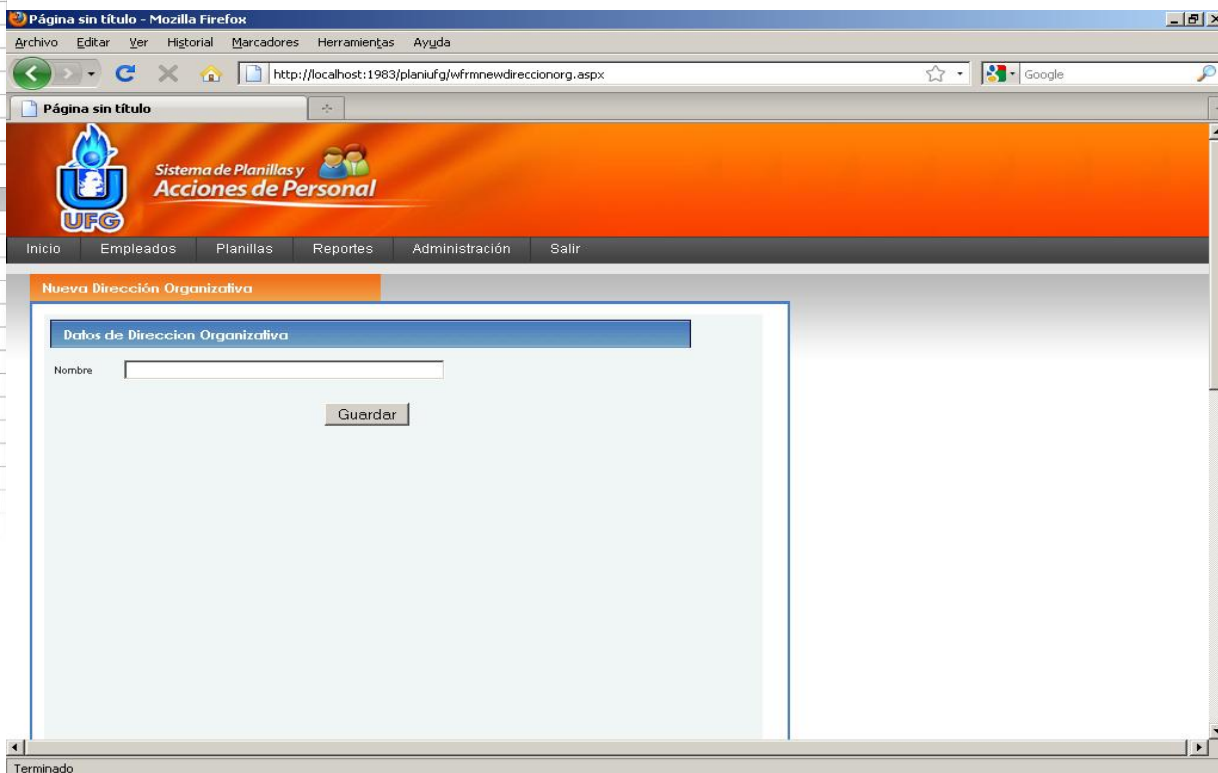 Página sin título - Mozilla Firefox
Archivo Editar Ver Historial Marcadores Herramientas Ayuda
http://localhost:1983/planiufg/wfrmnewdireccionorg.aspx Google
Página sin título
Sistema de Planillas y
Acciones de Personal
UFG
Inicio Empleados Planillas Reportes Administración Salir
Nueva Dirección Organizativa
Datos de Direccion Organizativa
Nombre
Guardar
Terminado